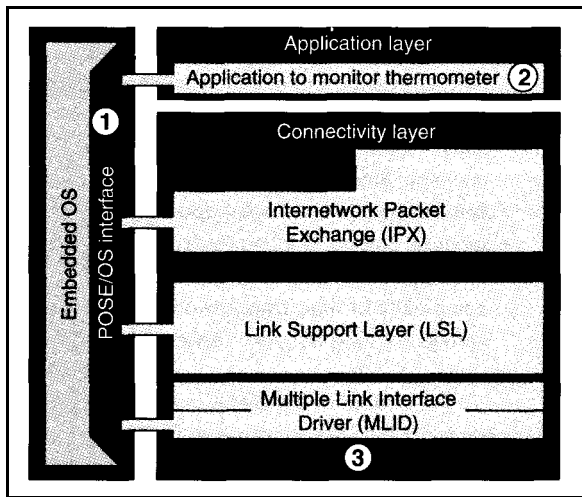 Application layer
Application to monitor thermometer ②
①
Connectivity layer
Internetwork Packet
Exchange (IPX)
Link Support Layer (LSL)
Multiple Link Interface
Driver (MLID)
③
Embedded OS
POSE/OS interface